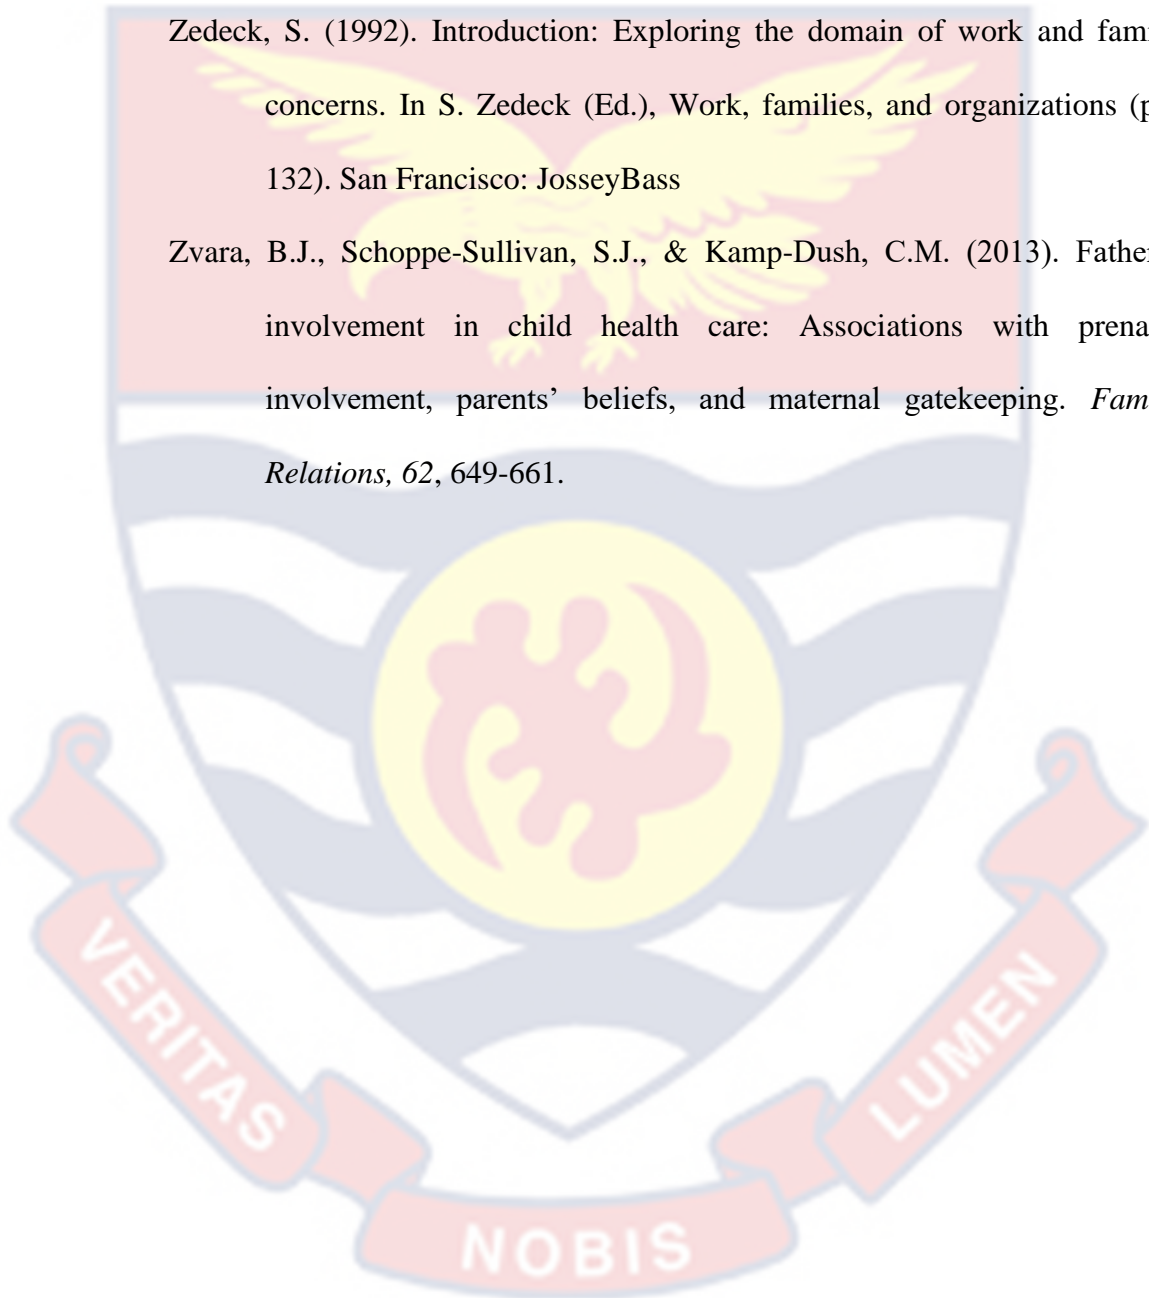 Zedeck, S. (1992). Introduction: Exploring the domain of work and fami
concerns. In S. Zedeck (Ed.), Work, families, and organizations (p
132). San Francisco: JosseyBass
Zvara, B.J., Schoppe-Sullivan, S.J., & Kamp-Dush, C.M. (2013). Father
involvement in child health care: Associations with prena
involvement, parents’ beliefs, and maternal gatekeeping. Fam
Relations, 62, 649-661.
VERITAS
NOBIS
LUMEN